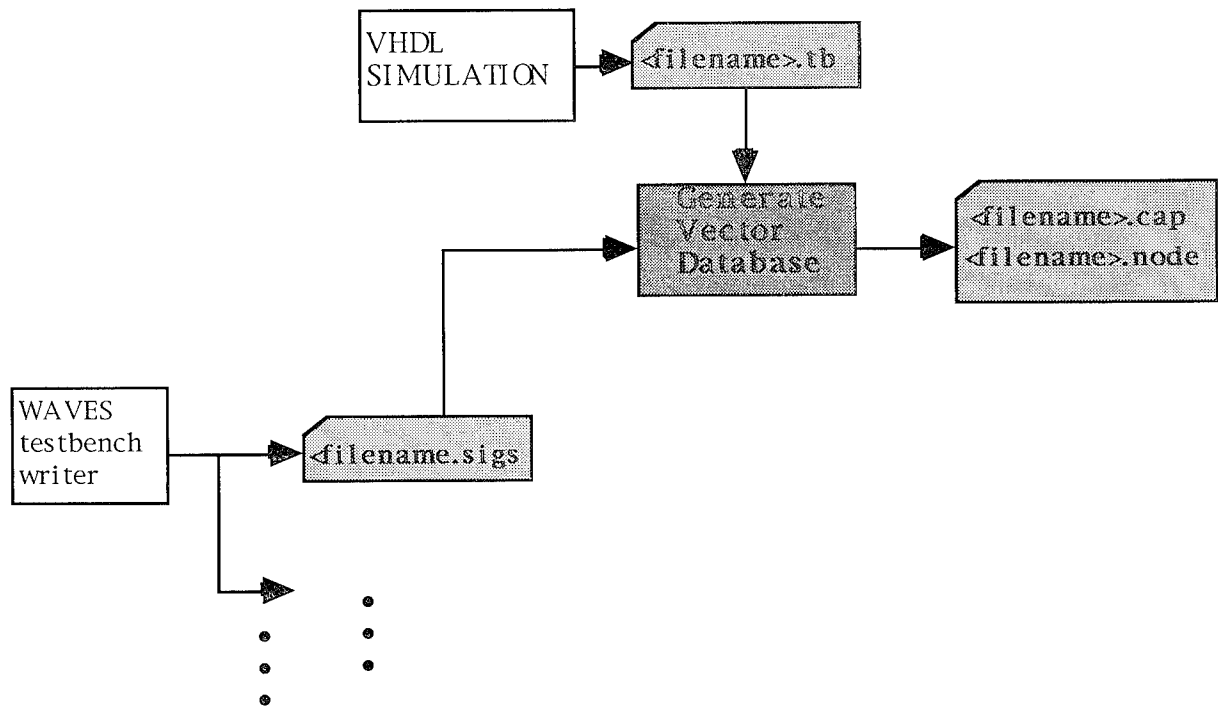 VHDL
SIMULATION
<filename>.tb
Generate
Vector
Database
<filename>.cap
<filename>.node
WAVES
testbench
writer
<filename.sigs